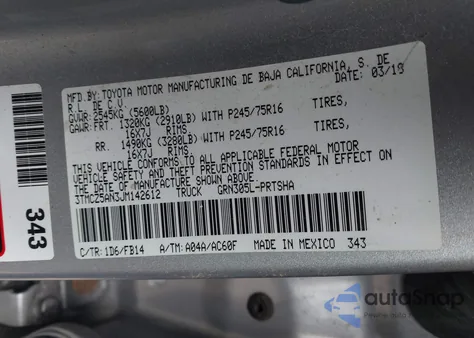 MFD.BY: TOYOTA MOTOR MANUFACTURING DE BAJA CALIFORNIA, S. DE
R.L. DE C.V. DATE: 03/18
GVWR: 2545KG (5600LB)
GAWR: FRT. 1320KG (2910LB) WITH P245/75R16 TIRES,
16X7J RIMS
RR. 1490KG (3280LB) WITH P245/75R16 TIRES,
16X7J RIMS
THIS VEHICLE CONFORMS TO ALL APPLICABLE FEDERAL MOTOR
VEHICLE SAFETY AND THEFT PREVENTION STANDARDS IN EFFECT ON
THE DATE OF MANUFACTURE SHOWN ABOVE.
3TMCZ5AN3JM142612 TRUCK GRN305L-PRTSHA
C/TR: 1D6/FB14 A/TM: A04A/AC60F MADE IN MEXICO 343
343
autoSnap